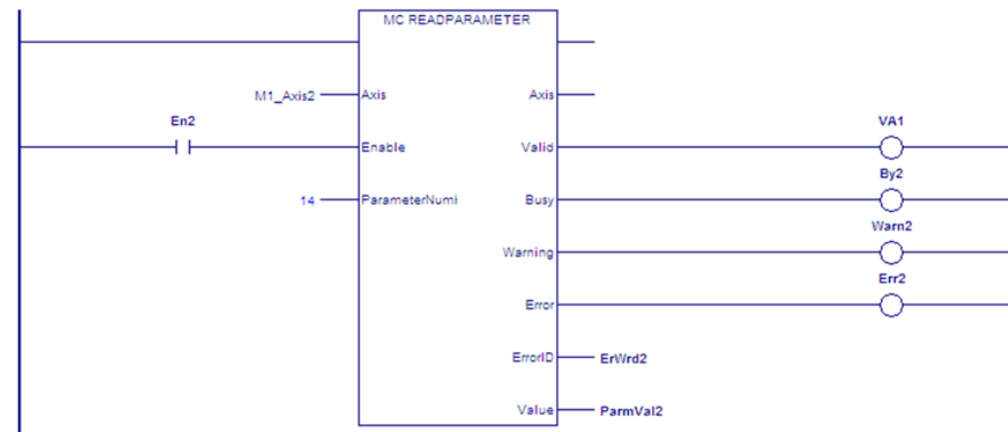 MC READPARAMETER
M1_Axis2 Axis Axis
En2 VA1
Enable Valid
By2
14 ParameterNumi Busy
Warn2
Warning
Err2
Error
ErrorID ErWrd2
Value ParmVal2